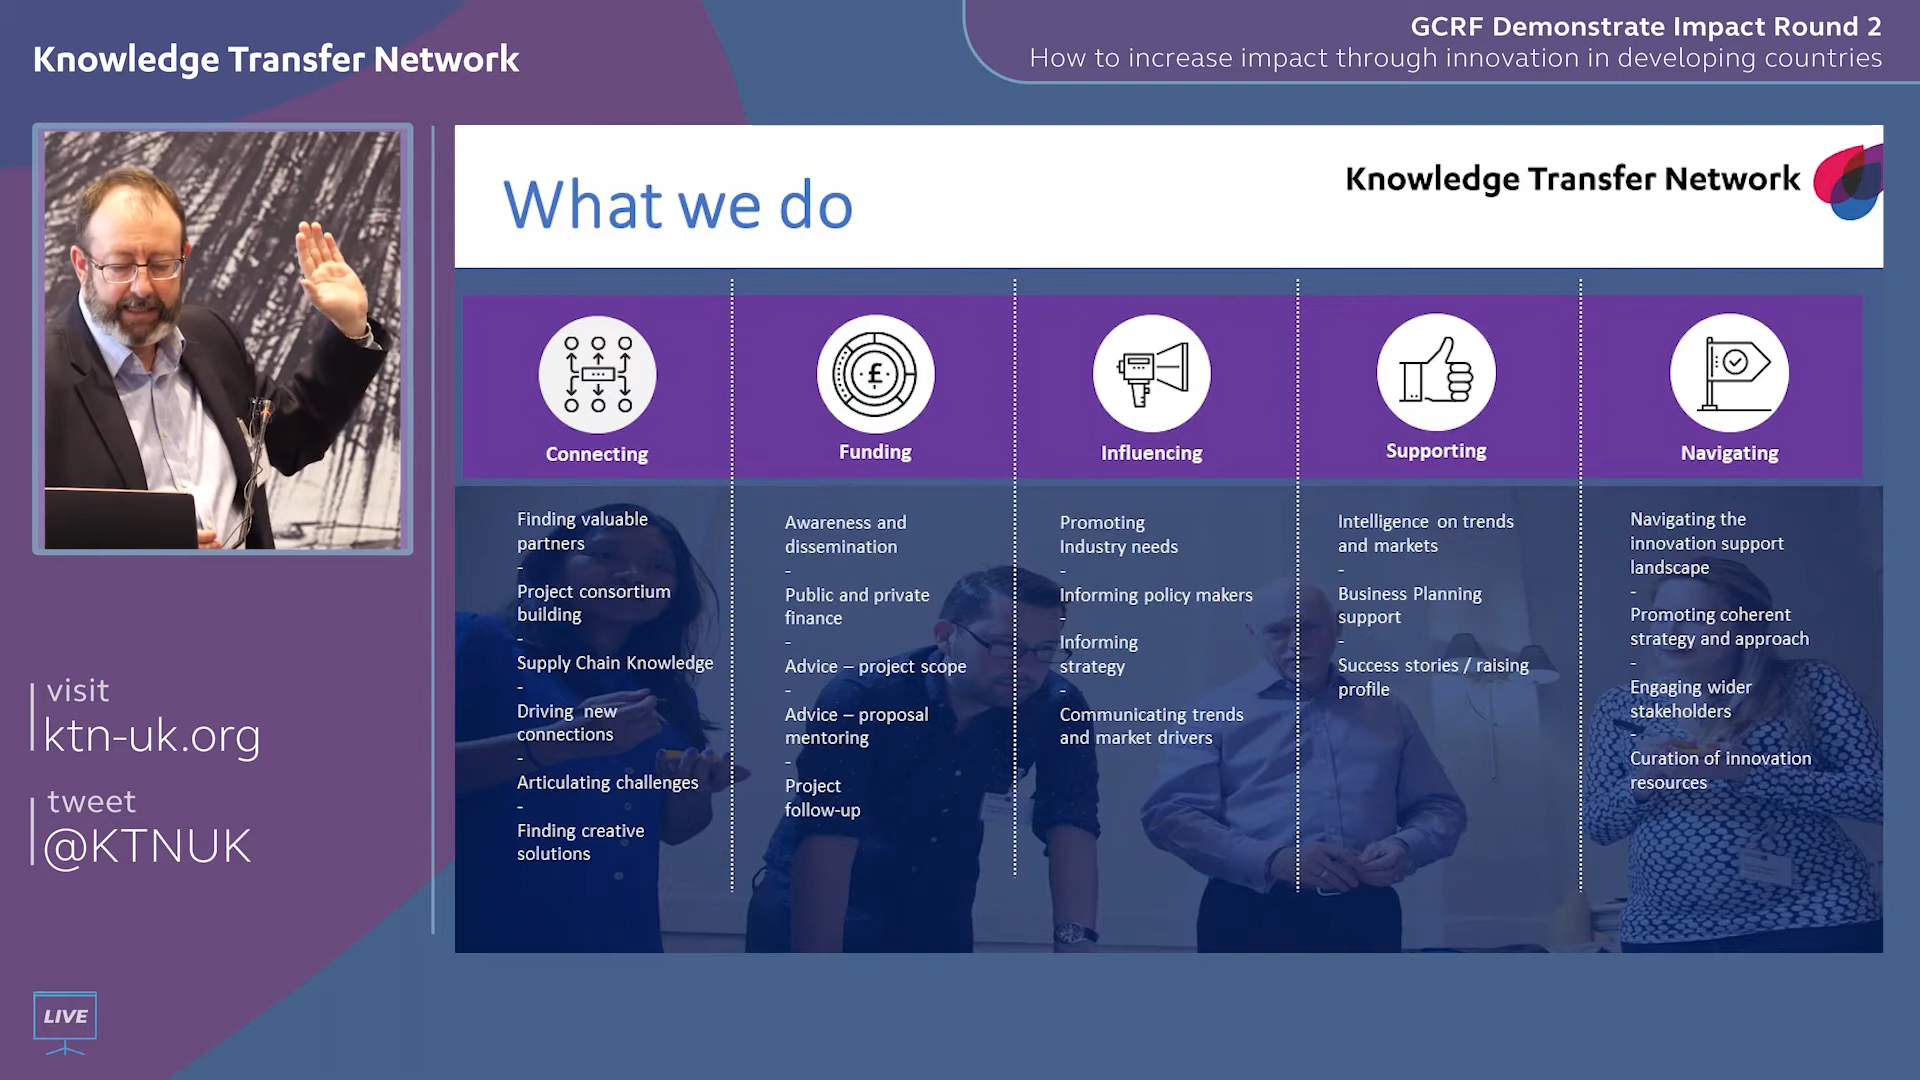 Knowledge Transfer Network
GCRF Demonstrate Impact Round 2
How to increase impact through innovation in developing countries
What we do
Knowledge Transfer Network
£
Connecting
Funding
Influencing
Supporting
Navigating
Finding valuable
partners
-
Project consortium
building
-
Supply Chain Knowledge
-
Driving new
connections
-
Articulating challenges
-
Finding creative
solutions
Awareness and
dissemination
-
Public and private
finance
-
Advice – project scope
-
Advice – proposal
mentoring
-
Project
follow-up
Promoting
Industry needs
-
Informing policy makers
-
Informing
strategy
-
Communicating trends
and market drivers
Intelligence on trends
and markets
-
Business Planning
support
-
Success stories / raising
profile
Navigating the
innovation support
landscape
-
Promoting coherent
strategy and approach
-
Engaging wider
stakeholders
-
Curation of innovation
resources
visit
ktn-uk.org
tweet
@KTNUK
LIVE